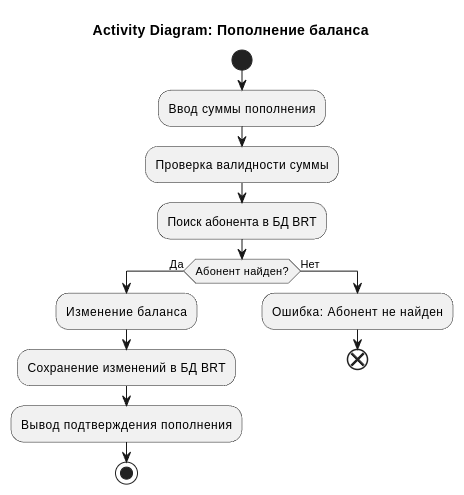 Activity Diagram: Пополнение баланса
Ввод суммы пополнения
Проверка валидности суммы
Поиск абонента в БД BRT
Да
Абонент найден?
Нет
Изменение баланса
Ошибка: Абонент не найден
Сохранение изменений в БД BRT
Вывод подтверждения пополнения